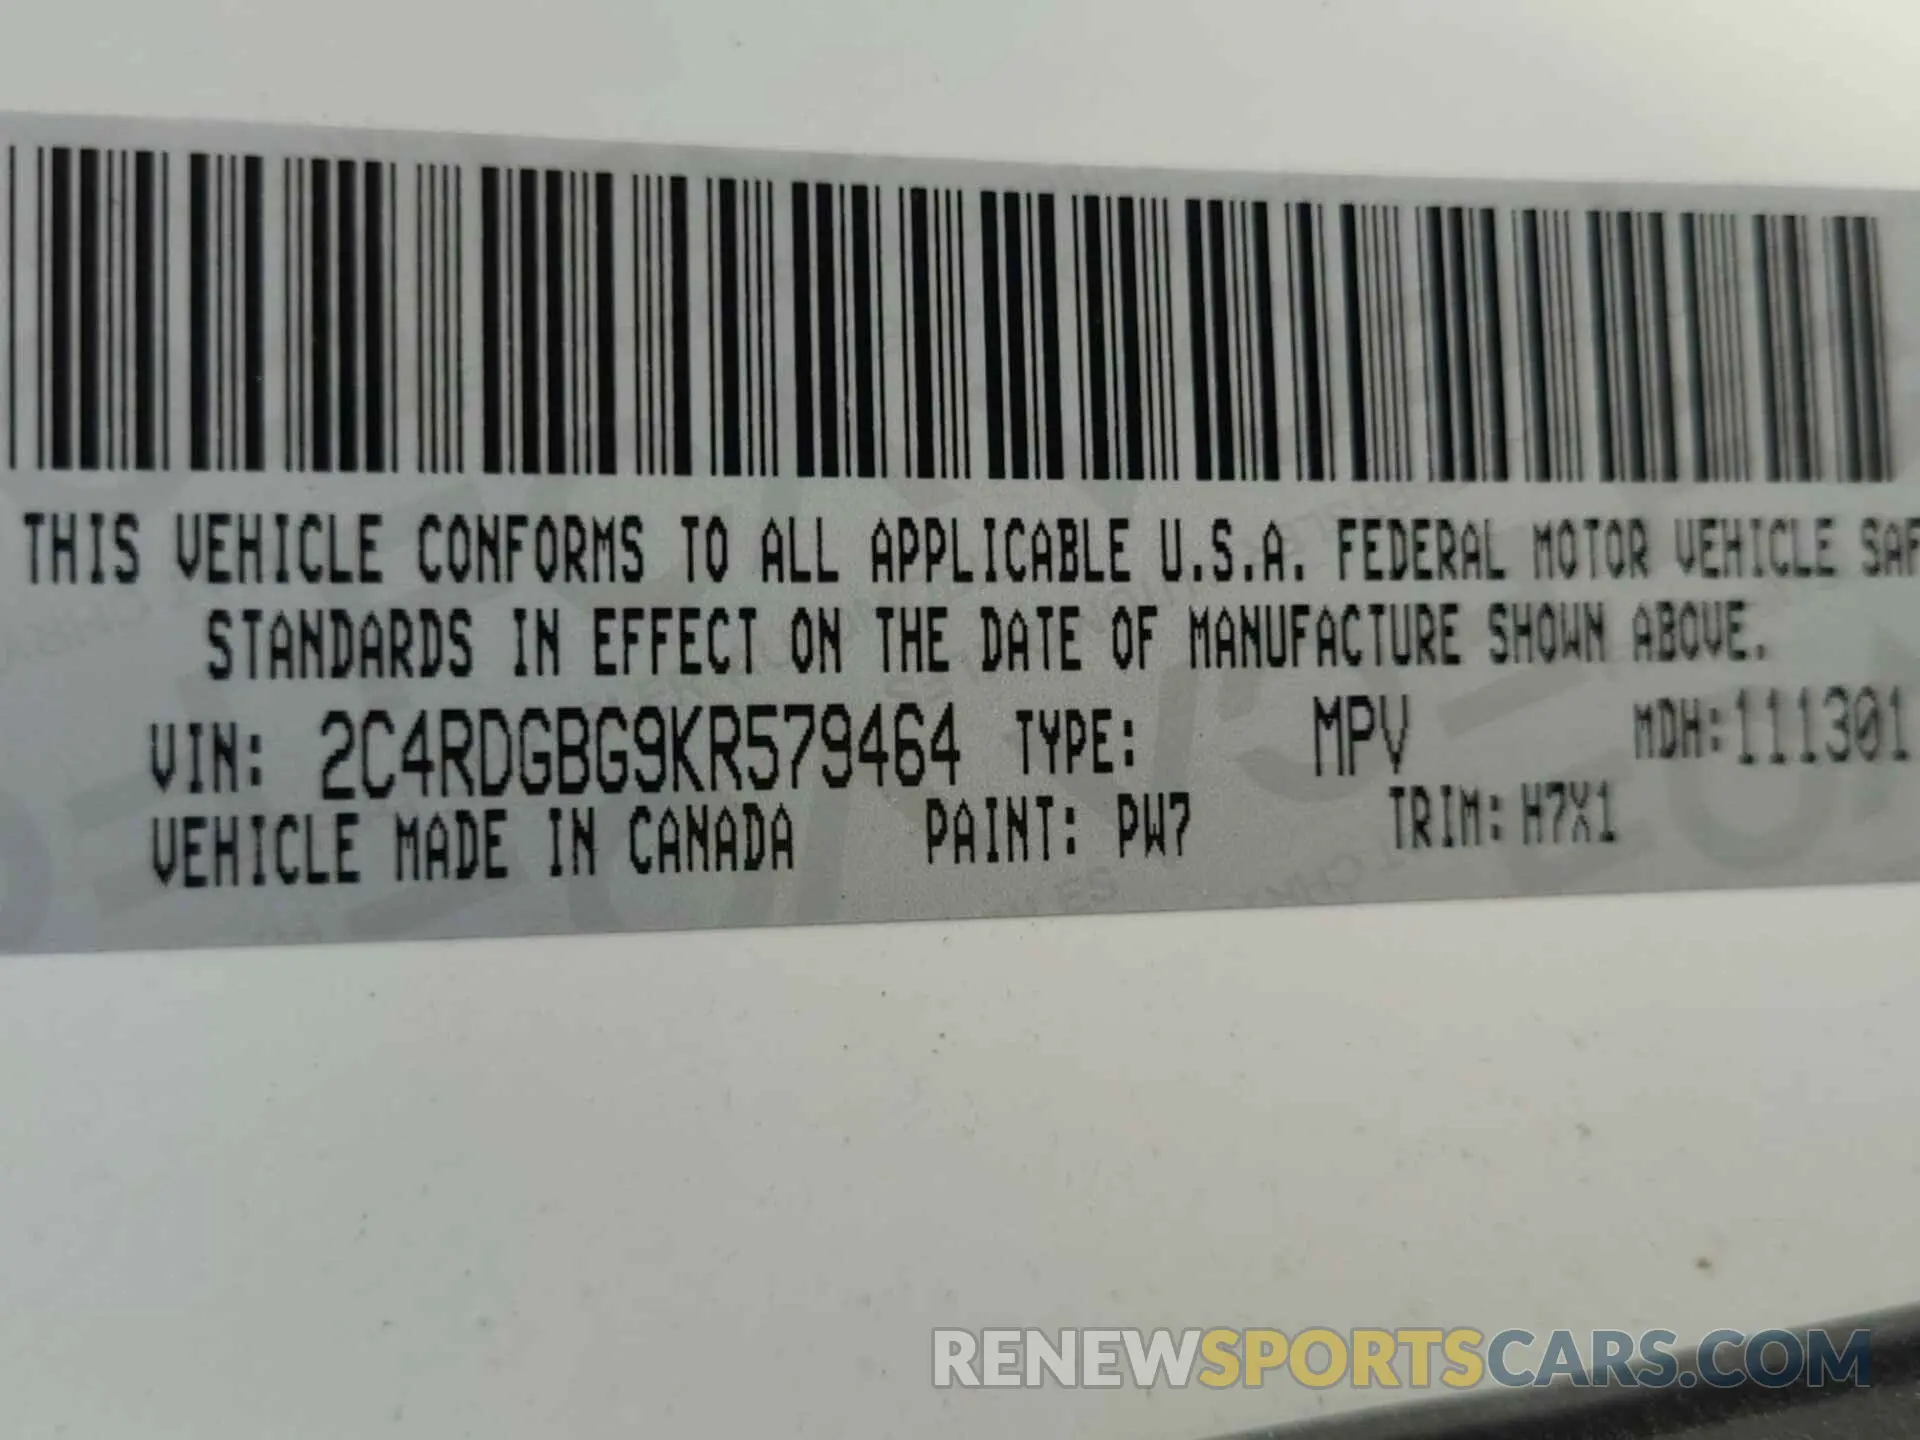 THIS VEHICLE CONFORMS TO ALL APPLICABLE U.S.A. FEDERAL MOTOR VEHICLE SAF
STANDARDS IN EFFECT ON THE DATE OF MANUFACTURE SHOWN ABOVE.
VIN: 2C4RDGBG9KR579464 TYPE: MPV MDH:111301
VEHICLE MADE IN CANADA PAINT: PW7 TRIM: H7X1
RENEWSPORTSCARS.COM